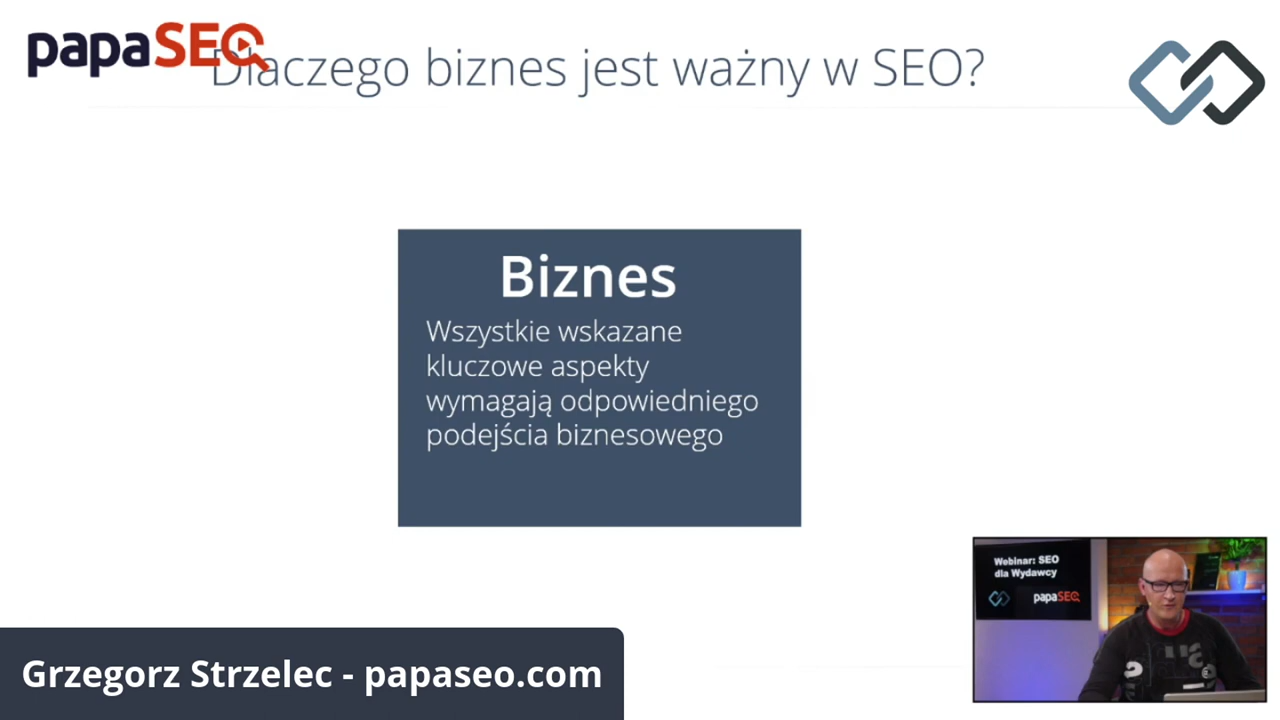 papaSEO
Dlaczego biznes jest ważny w SEO?
Biznes
Wszystkie wskazane
kluczowe aspekty
wymagają odpowiedniego
podejścia biznesowego
Webinar: SEO
dla Wydawcy
papaSEO
Grzegorz Strzelec - papaseo.com